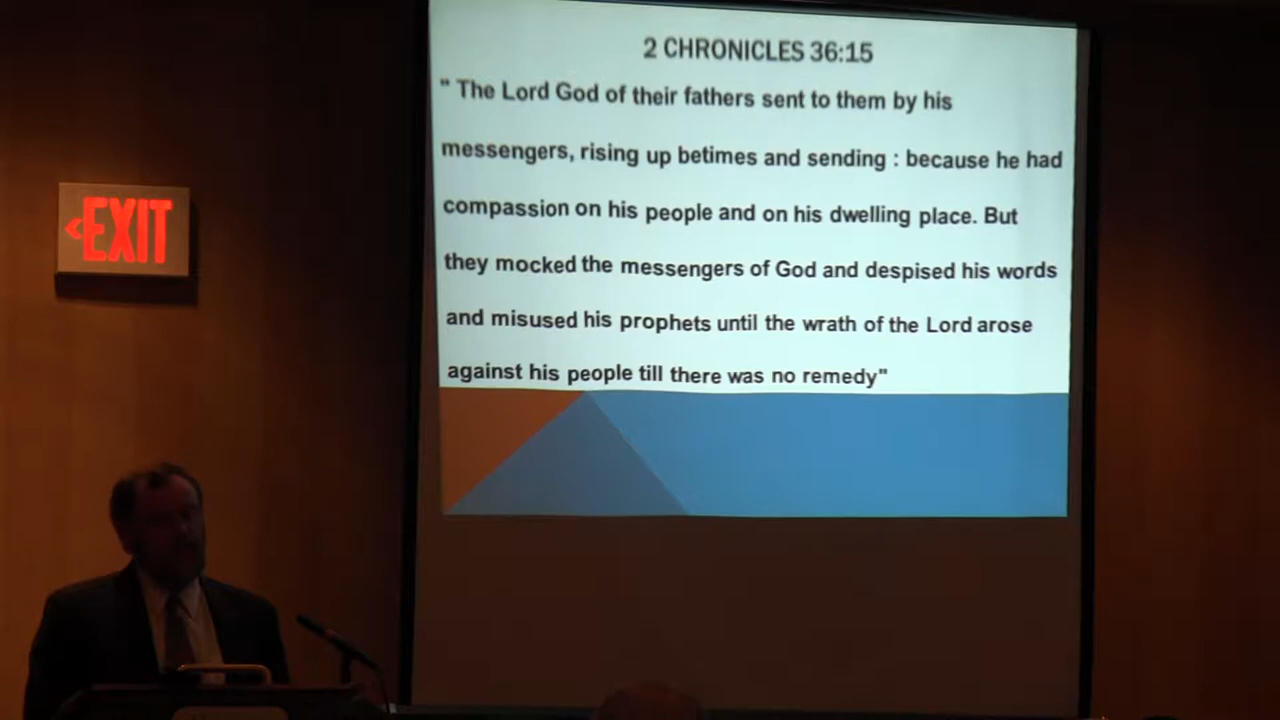 <EXIT
2 CHRONICLES 36:15
" The Lord God of their fathers sent to them by his
messengers, rising up betimes and sending : because he had
compassion on his people and on his dwelling place. But
they mocked the messengers of God and despised his words
and misused his prophets until the wrath of the Lord arose
against his people till there was no remedy"